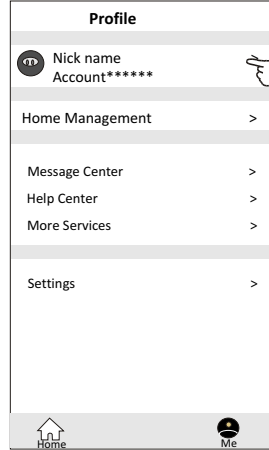 Profile
Nick name
Account******
Home Management >
Message Center >
Help Center >
More Services >
Settings >
Home Me